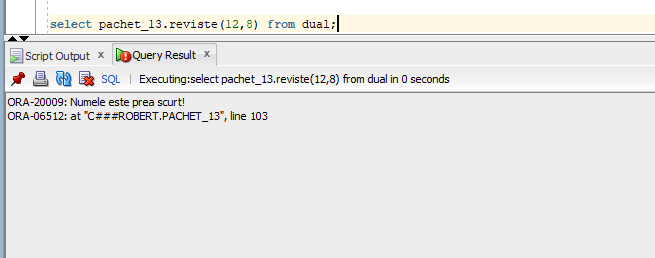 select pachet_13.reviste(12,8) from dual;
Script Output x Query Result x
SQL | Executing:select pachet_13.reviste(12,8) from dual in 0 seconds
ORA-20009: Numele este prea scurt!
ORA-06512: at "C###ROBERT.PACHET_13", line 103